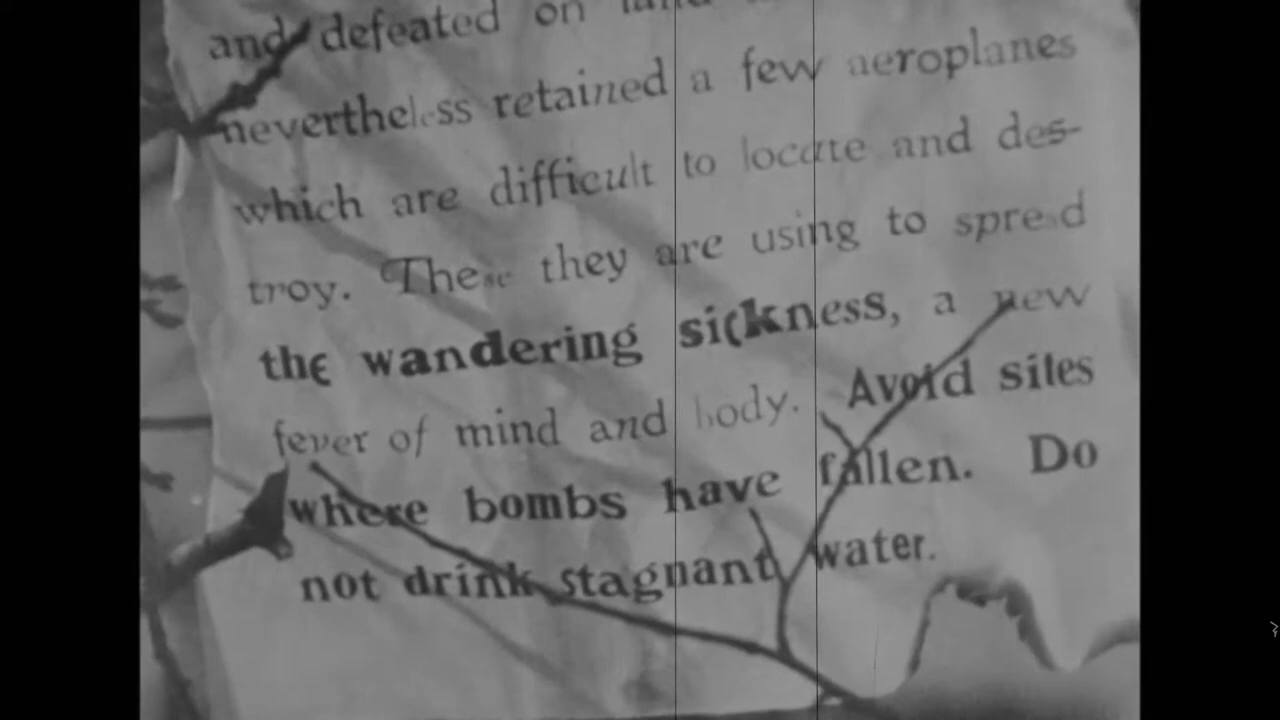 and defeated on land
nevertheless retained a few aeroplanes
which are difficult to locate and des-
troy. These they are using to spread
the wandering sickness, a new
fever of mind and body. Avoid sites
where bombs have fallen. Do
not drink stagnant water.